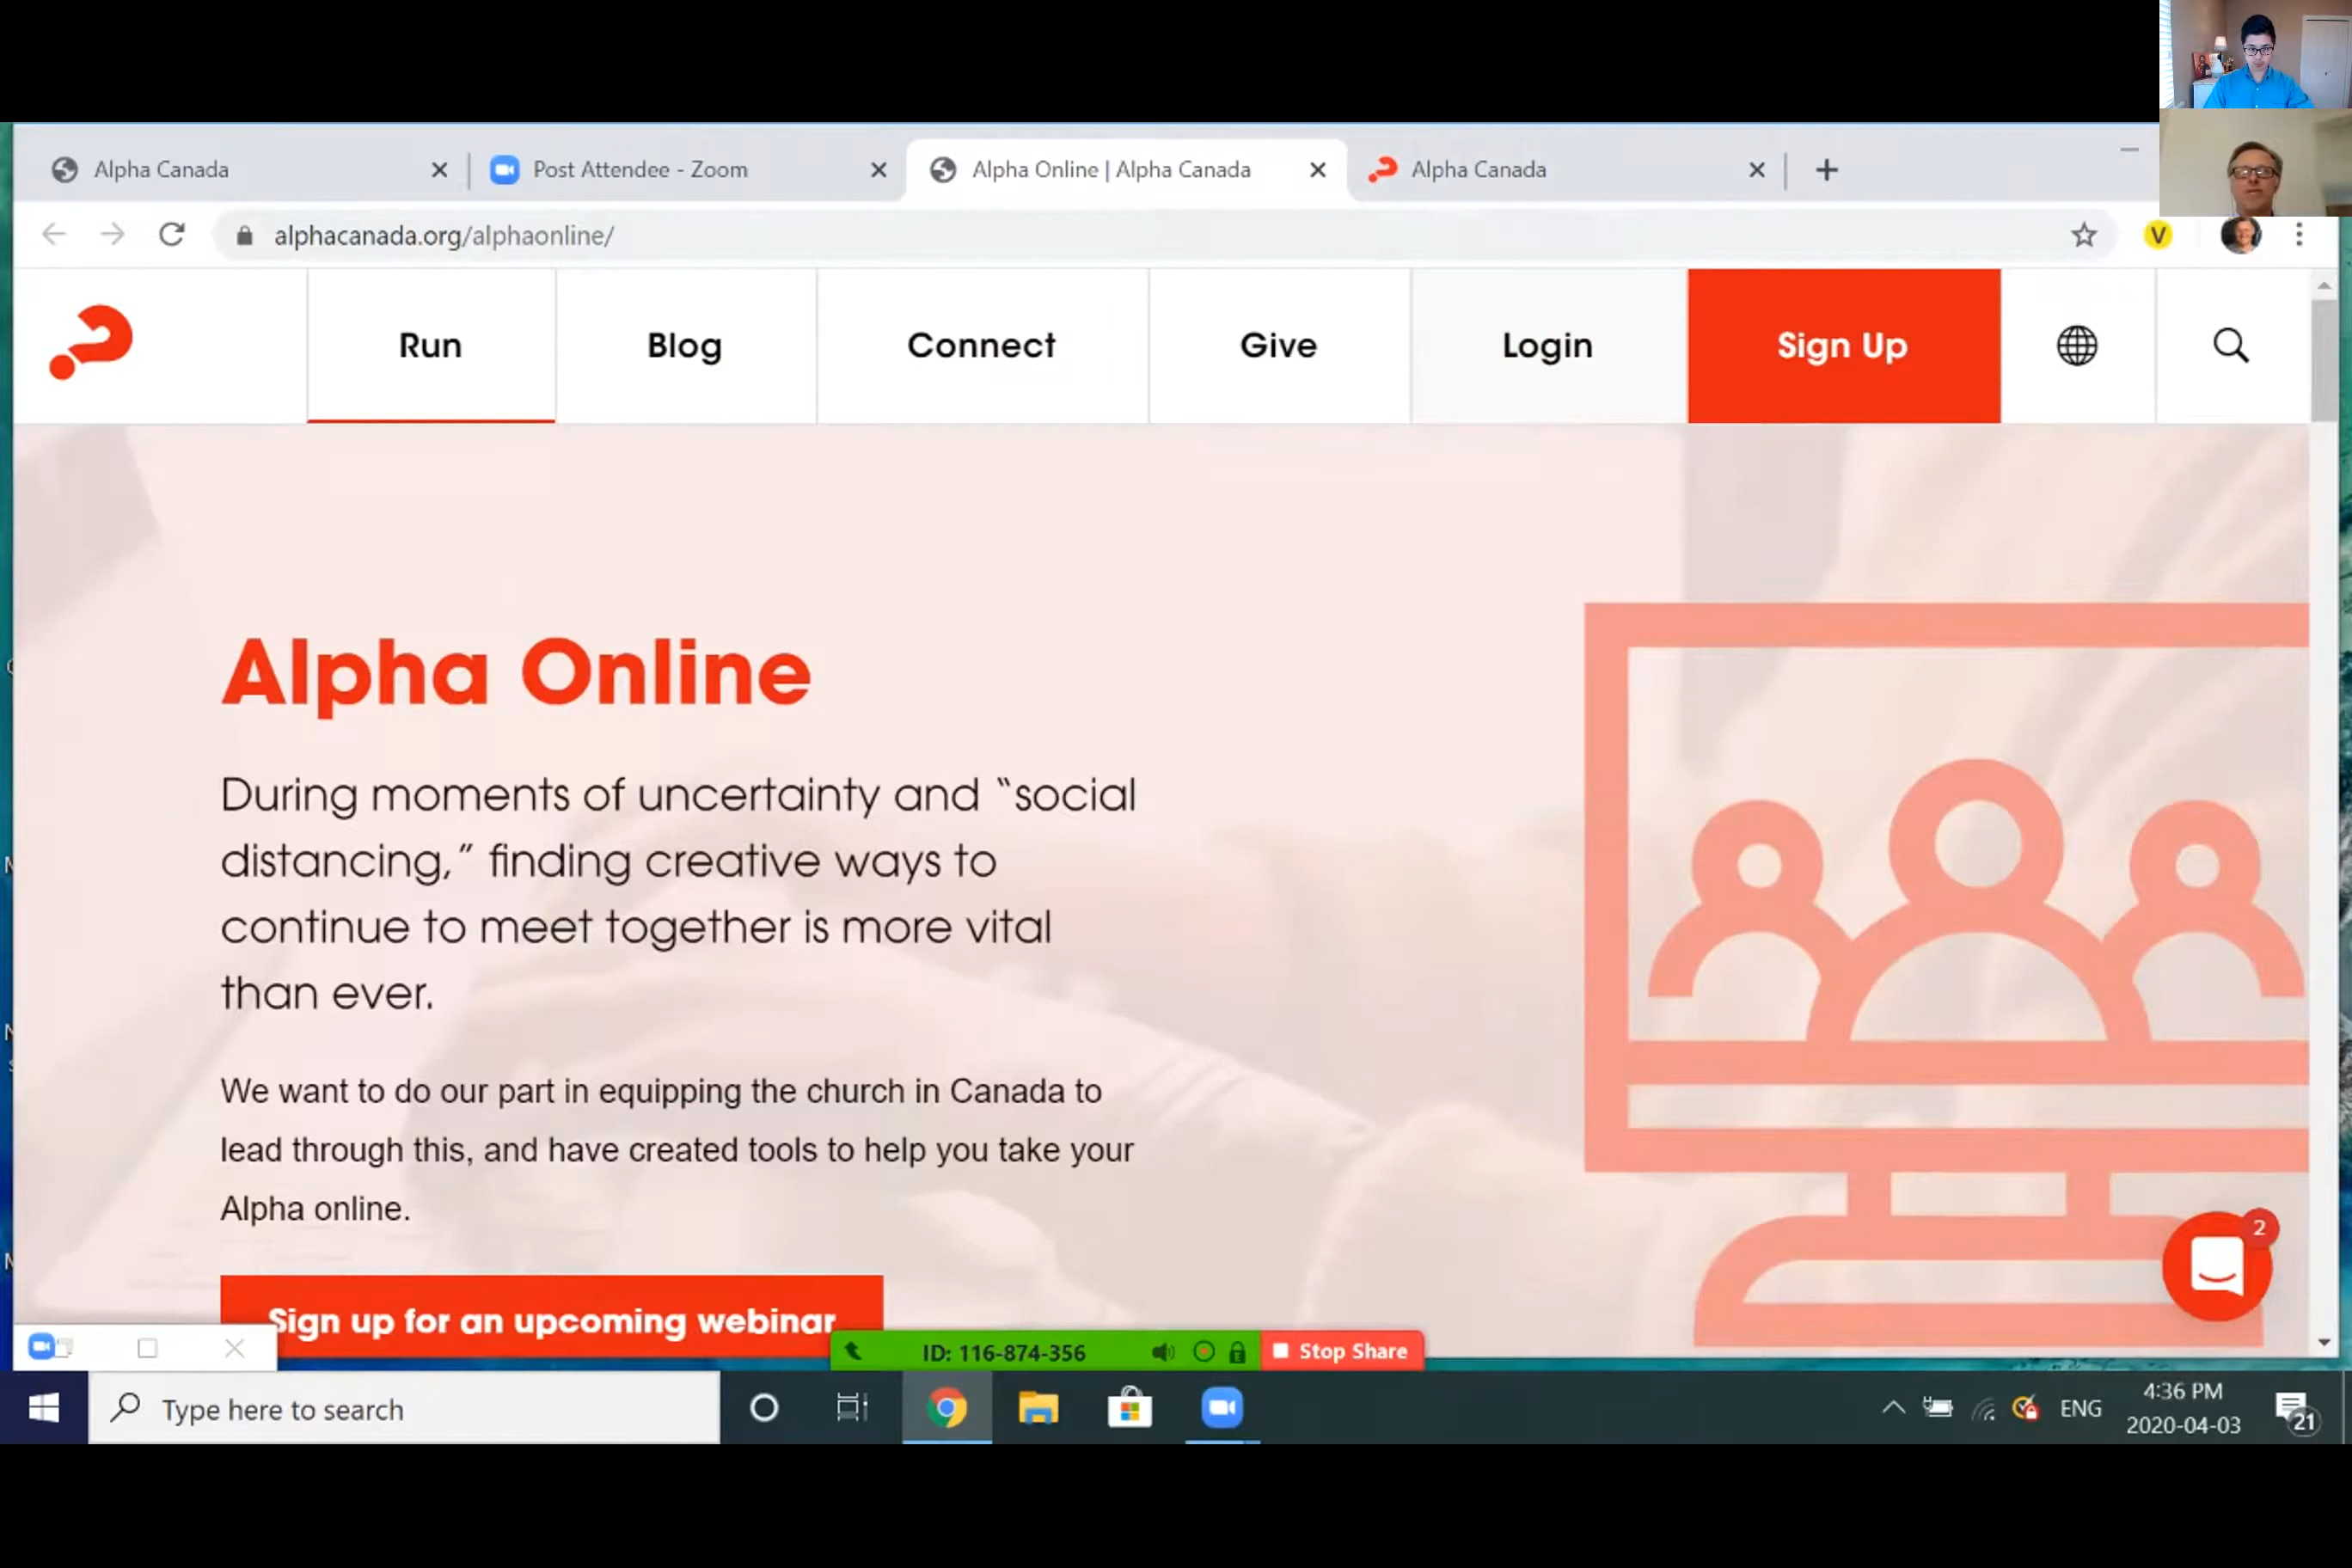 Alpha Canada
Post Attendee - Zoom
Alpha Online | Alpha Canada
Alpha Canada
alphacanada.org/alphaonline/
V
Run
Blog
Connect
Give
Login
Sign Up
Alpha Online
During moments of uncertainty and “social
distancing,” finding creative ways to
continue to meet together is more vital
than ever.
We want to do our part in equipping the church in Canada to
lead through this, and have created tools to help you take your
Alpha online.
2
Sign up for an upcoming webinar
ID: 116-874-356
Stop Share
Type here to search
ENG
4:36 PM
2020-04-03
21